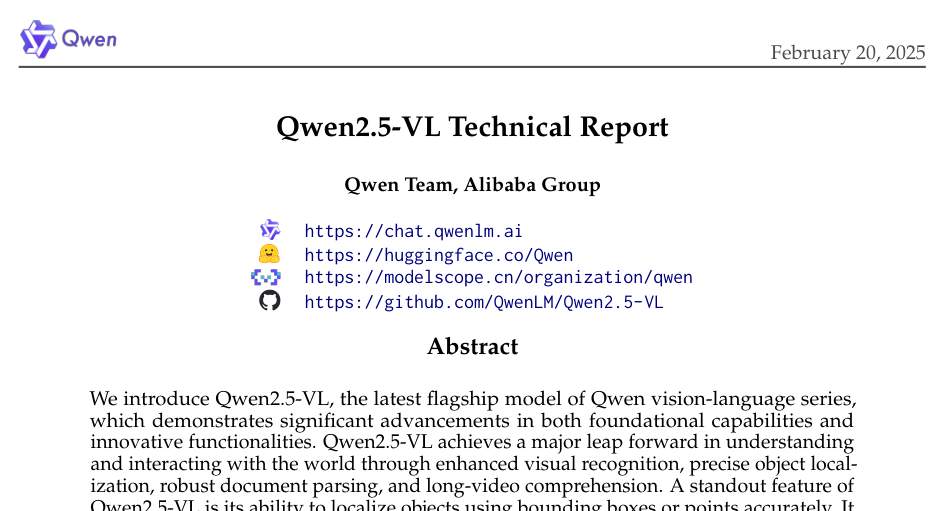 Qwen
February 20, 2025
Qwen2.5-VL Technical Report
Qwen Team, Alibaba Group
https://chat.qwenlm.ai
https://huggingface.co/Qwen
https://modelscope.cn/organization/qwen
https://github.com/QwenLM/Qwen2.5-VL
Abstract
We introduce Qwen2.5-VL, the latest flagship model of Qwen vision-language series,
which demonstrates significant advancements in both foundational capabilities and
innovative functionalities. Qwen2.5-VL achieves a major leap forward in understanding
and interacting with the world through enhanced visual recognition, precise object local-
ization, robust document parsing, and long-video comprehension. A standout feature of
Qwen2.5-VL is its ability to localize objects using bounding boxes or points accurately. It